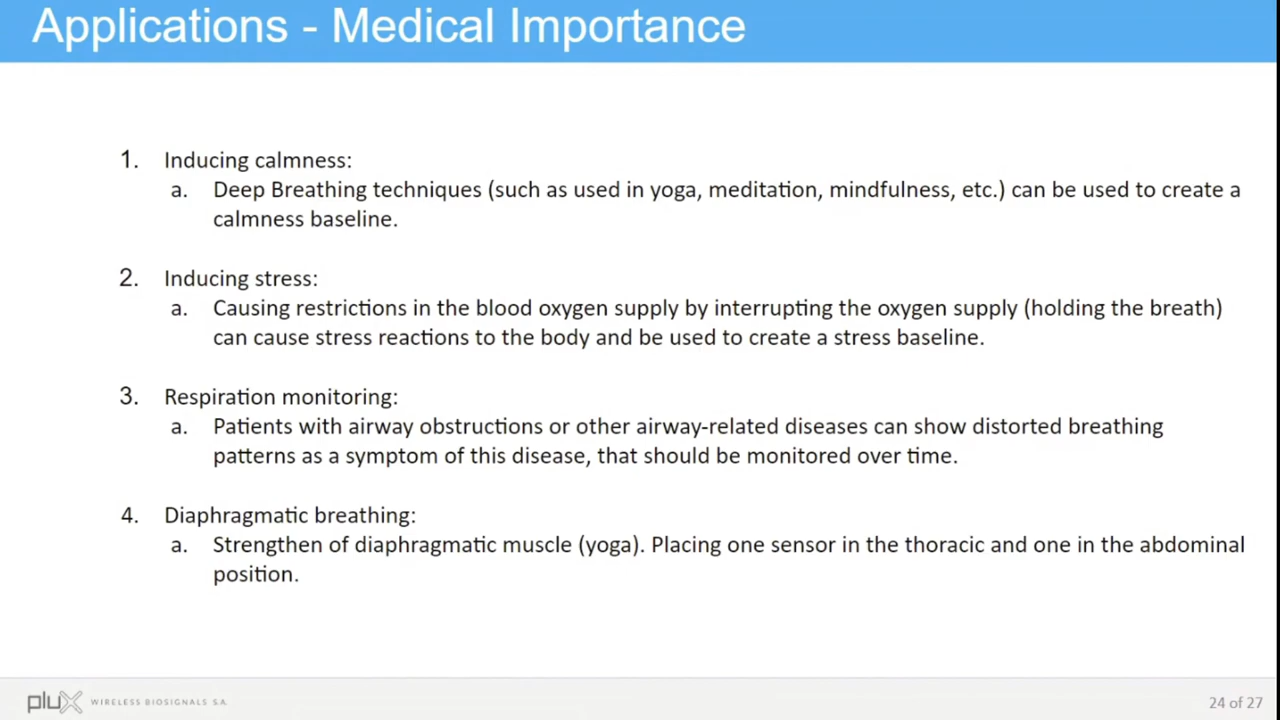 Applications - Medical Importance
1. Inducing calmness:
a. Deep Breathing techniques (such as used in yoga, meditation, mindfulness, etc.) can be used to create a
calmness baseline.
2. Inducing stress:
a. Causing restrictions in the blood oxygen supply by interrupting the oxygen supply (holding the breath)
can cause stress reactions to the body and be used to create a stress baseline.
3. Respiration monitoring:
a. Patients with airway obstructions or other airway-related diseases can show distorted breathing
patterns as a symptom of this disease, that should be monitored over time.
4. Diaphragmatic breathing:
a. Strengthen of diaphragmatic muscle (yoga). Placing one sensor in the thoracic and one in the abdominal
position.
plux WIRELESS BIOSIGNALS S.A.
24 of 27